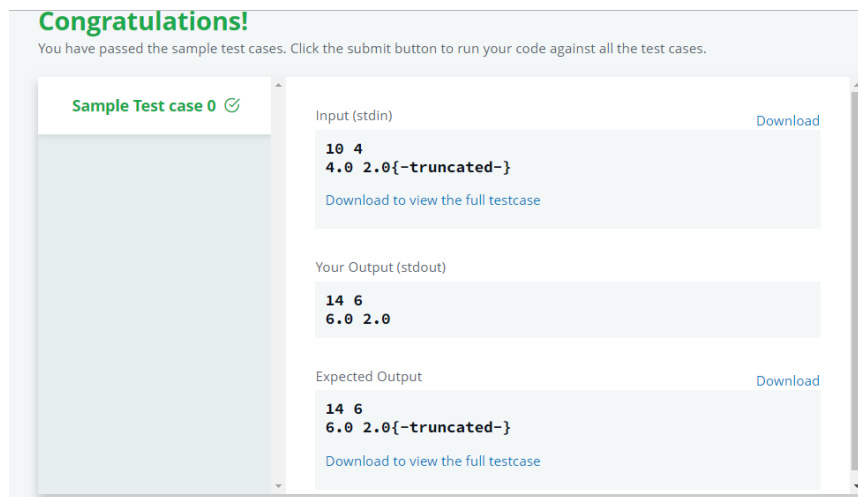 Congratulations!
You have passed the sample test cases. Click the submit button to run your code against all the test cases.
Sample Test case 0
Input (stdin)
Download
10 4
4.0 2.0{-truncated-}
Download to view the full testcase
Your Output (stdout)
14 6
6.0 2.0
Expected Output
Download
14 6
6.0 2.0{-truncated-}
Download to view the full testcase